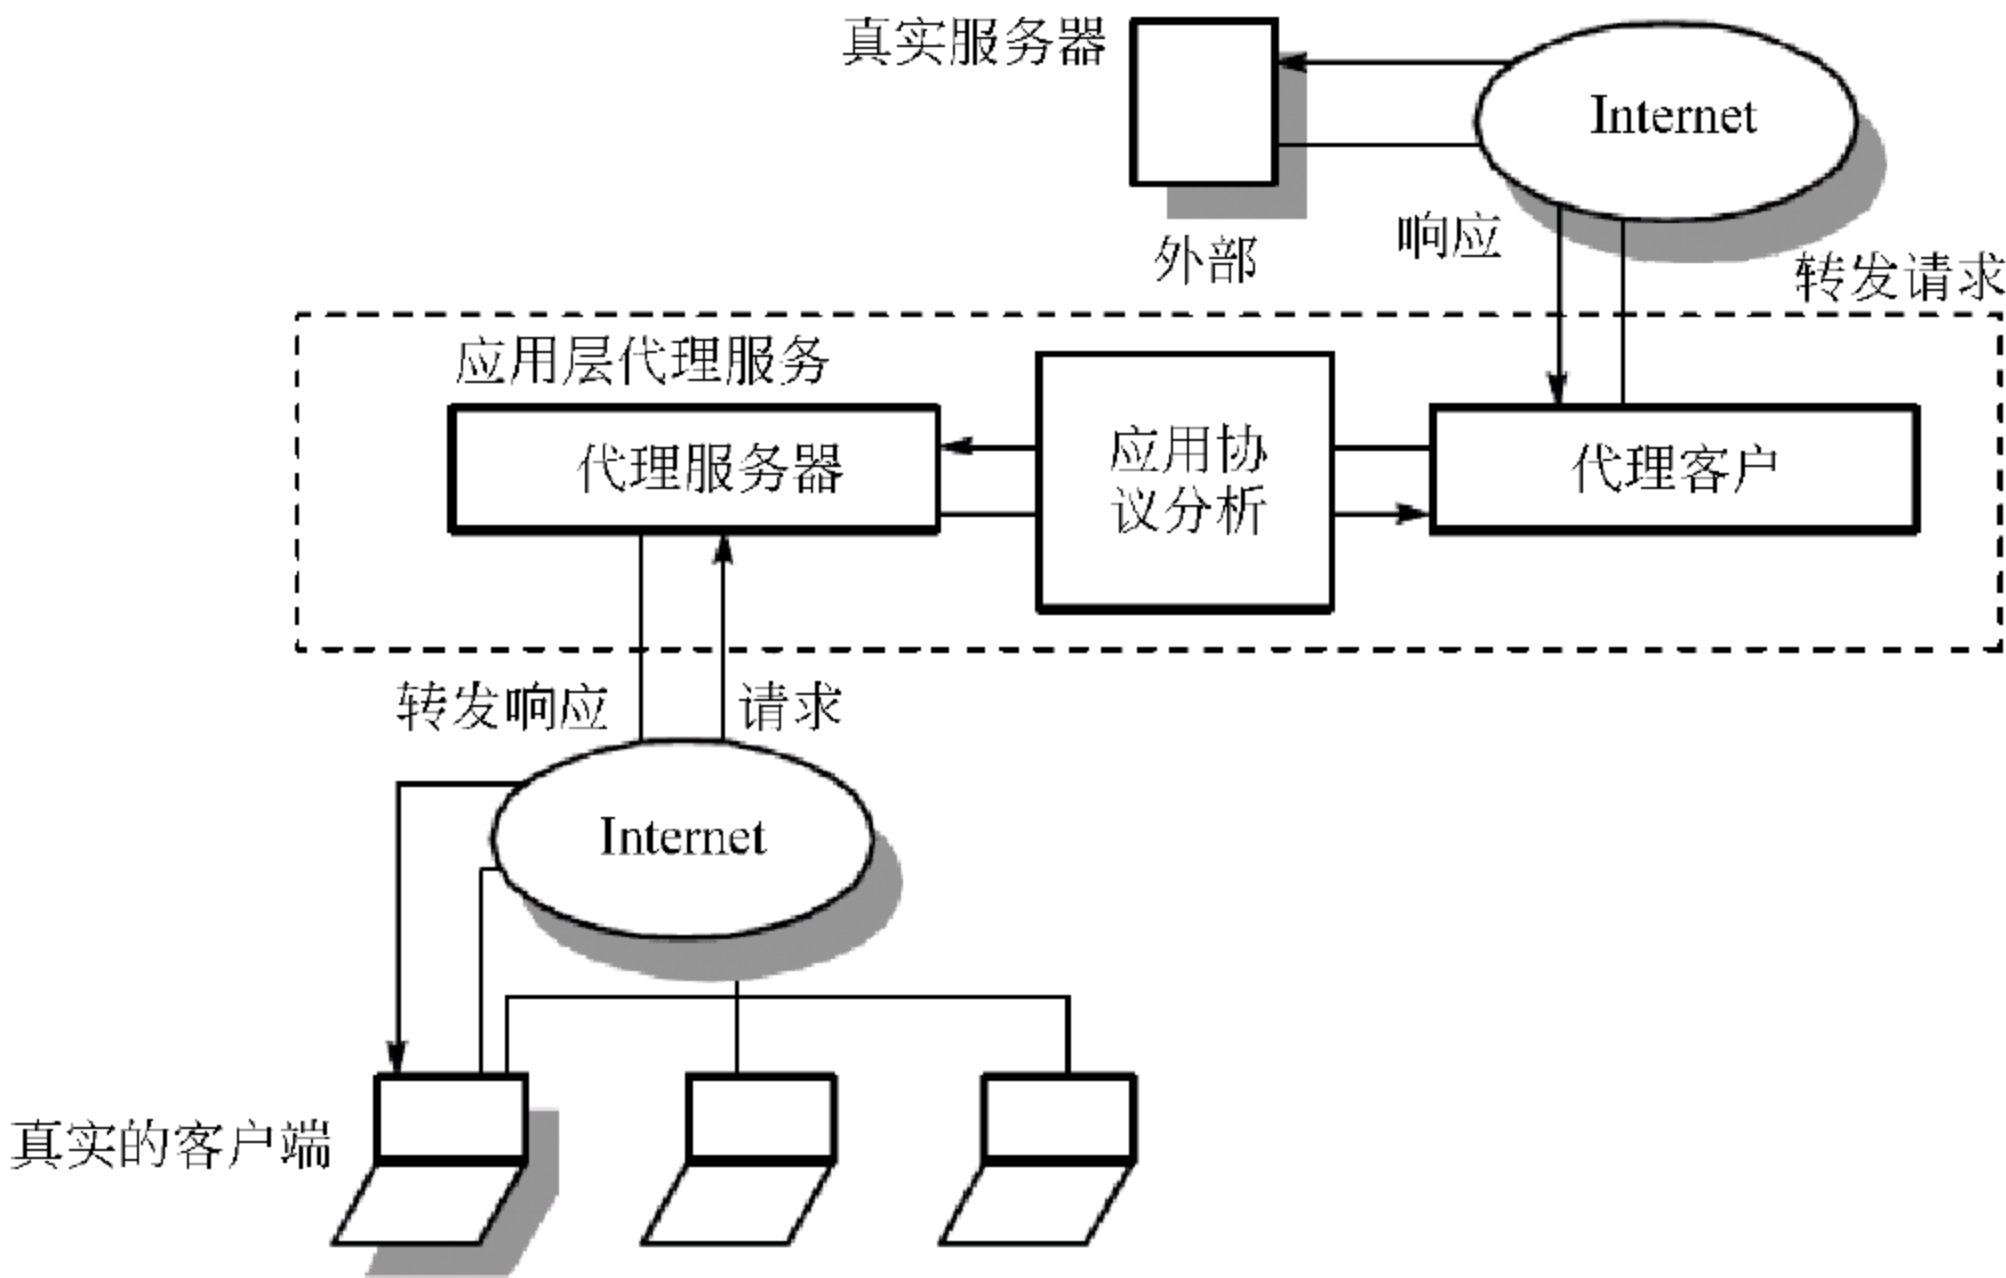 真实服务器
Internet
外部
响应
转发请求
应用层代理服务
代理服务器
应用协
议分析
代理客户
转发响应
请求
Internet
真实的客户端